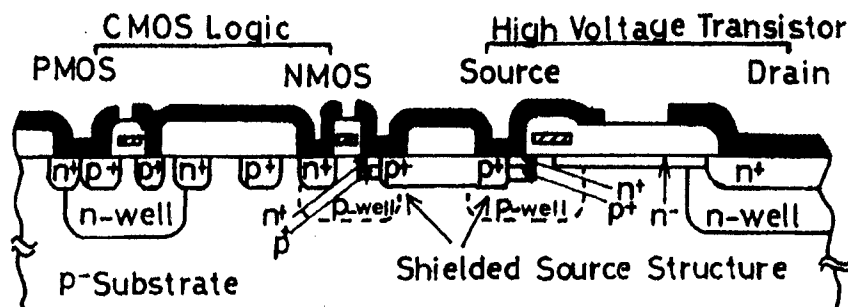 CMOS Logic High Voltage Transistor
PMOS NMOS Source Drain
n+ p+ p+ n+ p+ n+ p+ p+ n+
n-well n+ p-well p-well n+ n- n-well
p p+
p-Substrate Shielded Source Structure